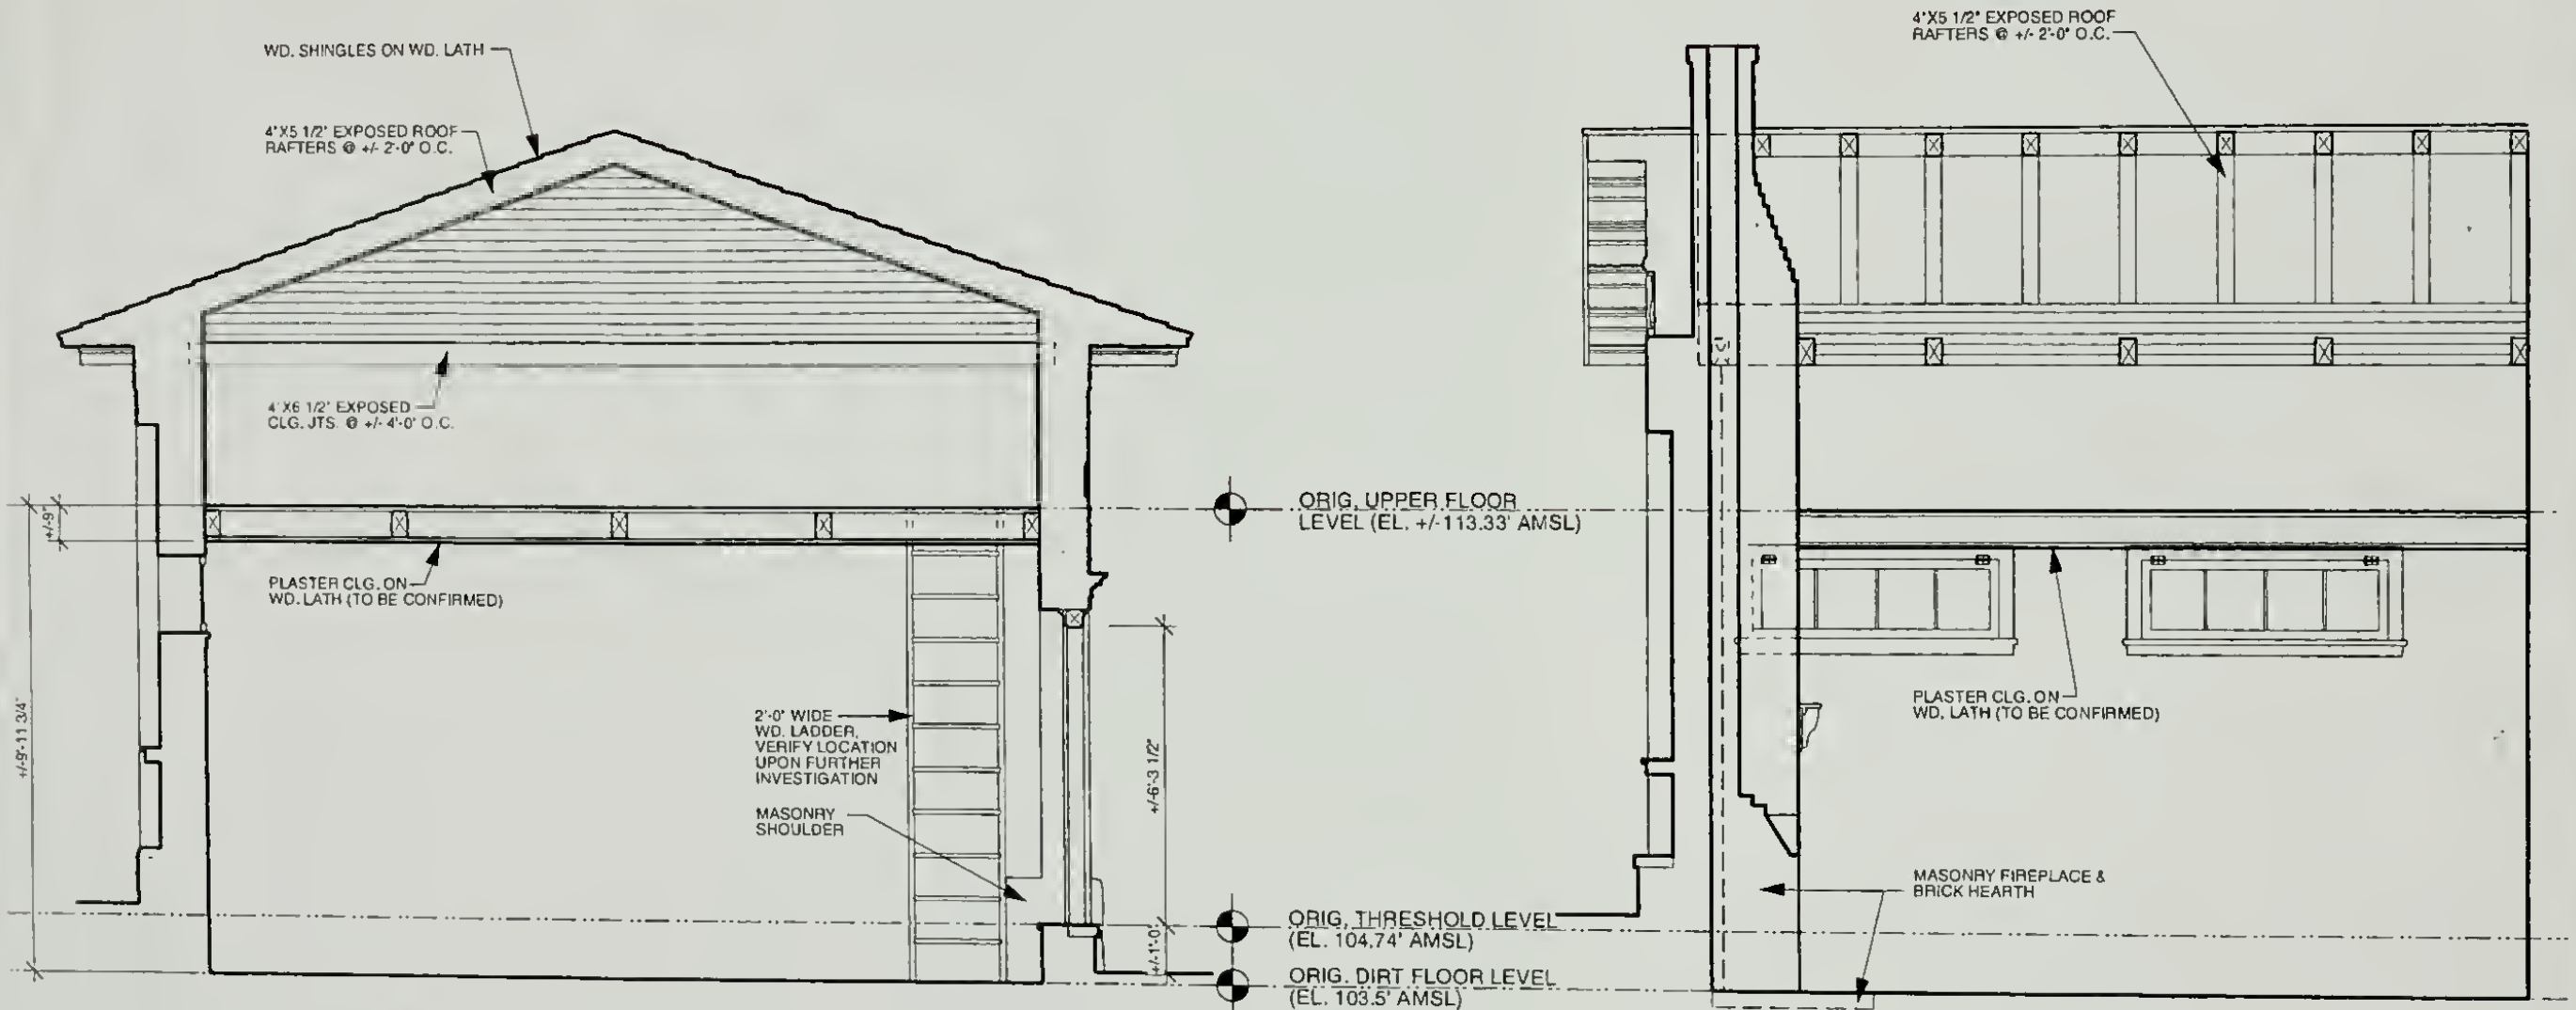 WD. SHINGLES ON WD. LATH
4"X5 1/2" EXPOSED ROOF
RAFTERS @ +/- 2'-0" O.C.
4"X6 1/2" EXPOSED
CLG. JTS. @ +/- 4'-0" O.C.
+/-9"
PLASTER CLG. ON
WD. LATH (TO BE CONFIRMED)
+/-9'-11 3/4"
2'-0" WIDE
WD. LADDER,
VERIFY LOCATION
UPON FURTHER
INVESTIGATION
MASONRY
SHOULDER
+/-6'-3 1/2"
+/-1'-0"
ORIG. UPPER FLOOR
LEVEL (EL. +/-113.33' AMSL)
ORIG. THRESHOLD LEVEL
(EL. 104.74' AMSL)
ORIG. DIRT FLOOR LEVEL
(EL. 103.5' AMSL)
4"X5 1/2" EXPOSED ROOF
RAFTERS @ +/- 2'-0" O.C.
PLASTER CLG. ON
WD. LATH (TO BE CONFIRMED)
MASONRY FIREPLACE &
BRICK HEARTH